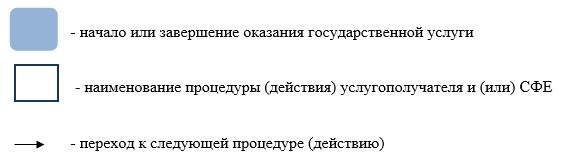 - начало или завершение оказания государственной услуги
- наименование процедуры (действия) услугополучателя и (или) СФЕ
- переход к следующей процедуре (действию)